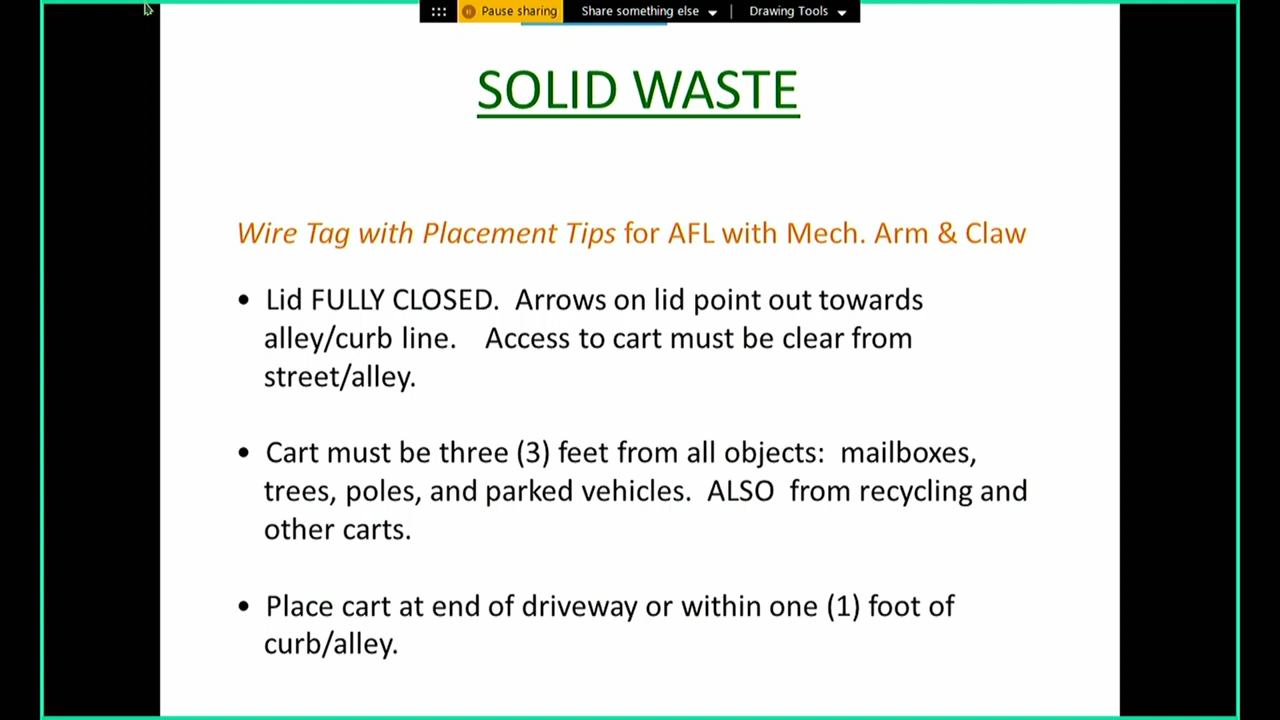 Pause sharing Share something else Drawing Tools
SOLID WASTE
Wire Tag with Placement Tips for AFL with Mech. Arm & Claw
• Lid FULLY CLOSED. Arrows on lid point out towards
alley/curb line. Access to cart must be clear from
street/alley.
• Cart must be three (3) feet from all objects: mailboxes,
trees, poles, and parked vehicles. ALSO from recycling and
other carts.
• Place cart at end of driveway or within one (1) foot of
curb/alley.